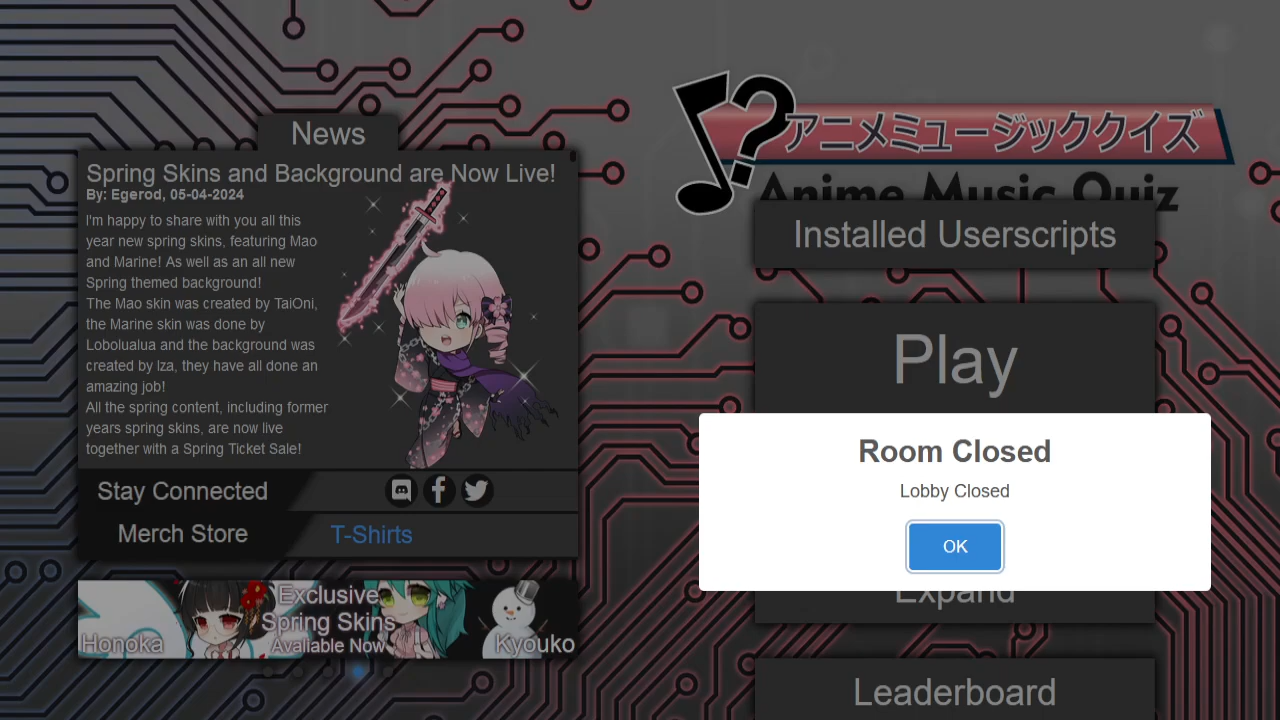 News
Spring Skins and Background are Now Live!
By: Egerod, 05-04-2024
I'm happy to share with you all this
year new spring skins, featuring Mao
and Marine! As well as an all new
Spring themed background!
The Mao skin was created by TaiOni,
the Marine skin was done by
Lobolualua and the background was
created by Iza, they have all done an
amazing job!
All the spring content, including former
years spring skins, are now live
together with a Spring Ticket Sale!
Stay Connected
Merch Store
T-Shirts
Exclusive
Spring Skins
Available Now
Honoka
Kyouko
アニメミュージッククイズ
Anime Music Quiz
Installed Userscripts
Play
Room Closed
Lobby Closed
OK
Expand
Leaderboard